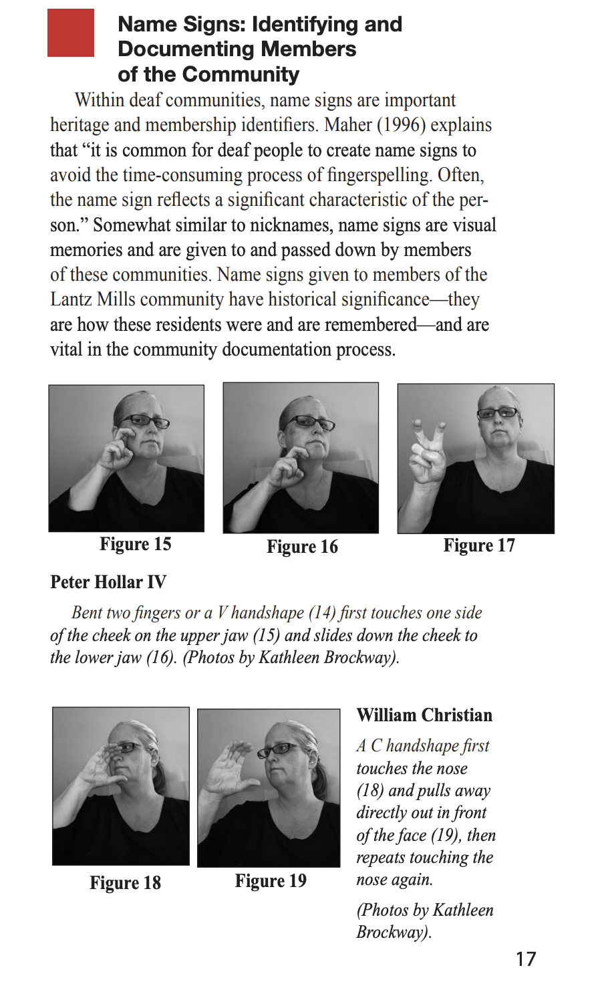 Name Signs: Identifying and
Documenting Members
of the Community
Within deaf communities, name signs are important
heritage and membership identifiers. Maher (1996) explains
that “it is common for deaf people to create name signs to
avoid the time-consuming process of fingerspelling. Often,
the name sign reflects a significant characteristic of the per-
son.” Somewhat similar to nicknames, name signs are visual
memories and are given to and passed down by members
of these communities. Name signs given to members of the
Lantz Mills community have historical significance—they
are how these residents were and are remembered—and are
vital in the community documentation process.
Figure 15
Figure 16
Figure 17
Peter Hollar IV
Bent two fingers or a V handshape (14) first touches one side
of the cheek on the upper jaw (15) and slides down the cheek to
the lower jaw (16). (Photos by Kathleen Brockway).
Figure 18
Figure 19
William Christian
A C handshape first
touches the nose
(18) and pulls away
directly out in front
of the face (19), then
repeats touching the
nose again.
(Photos by Kathleen
Brockway).
17